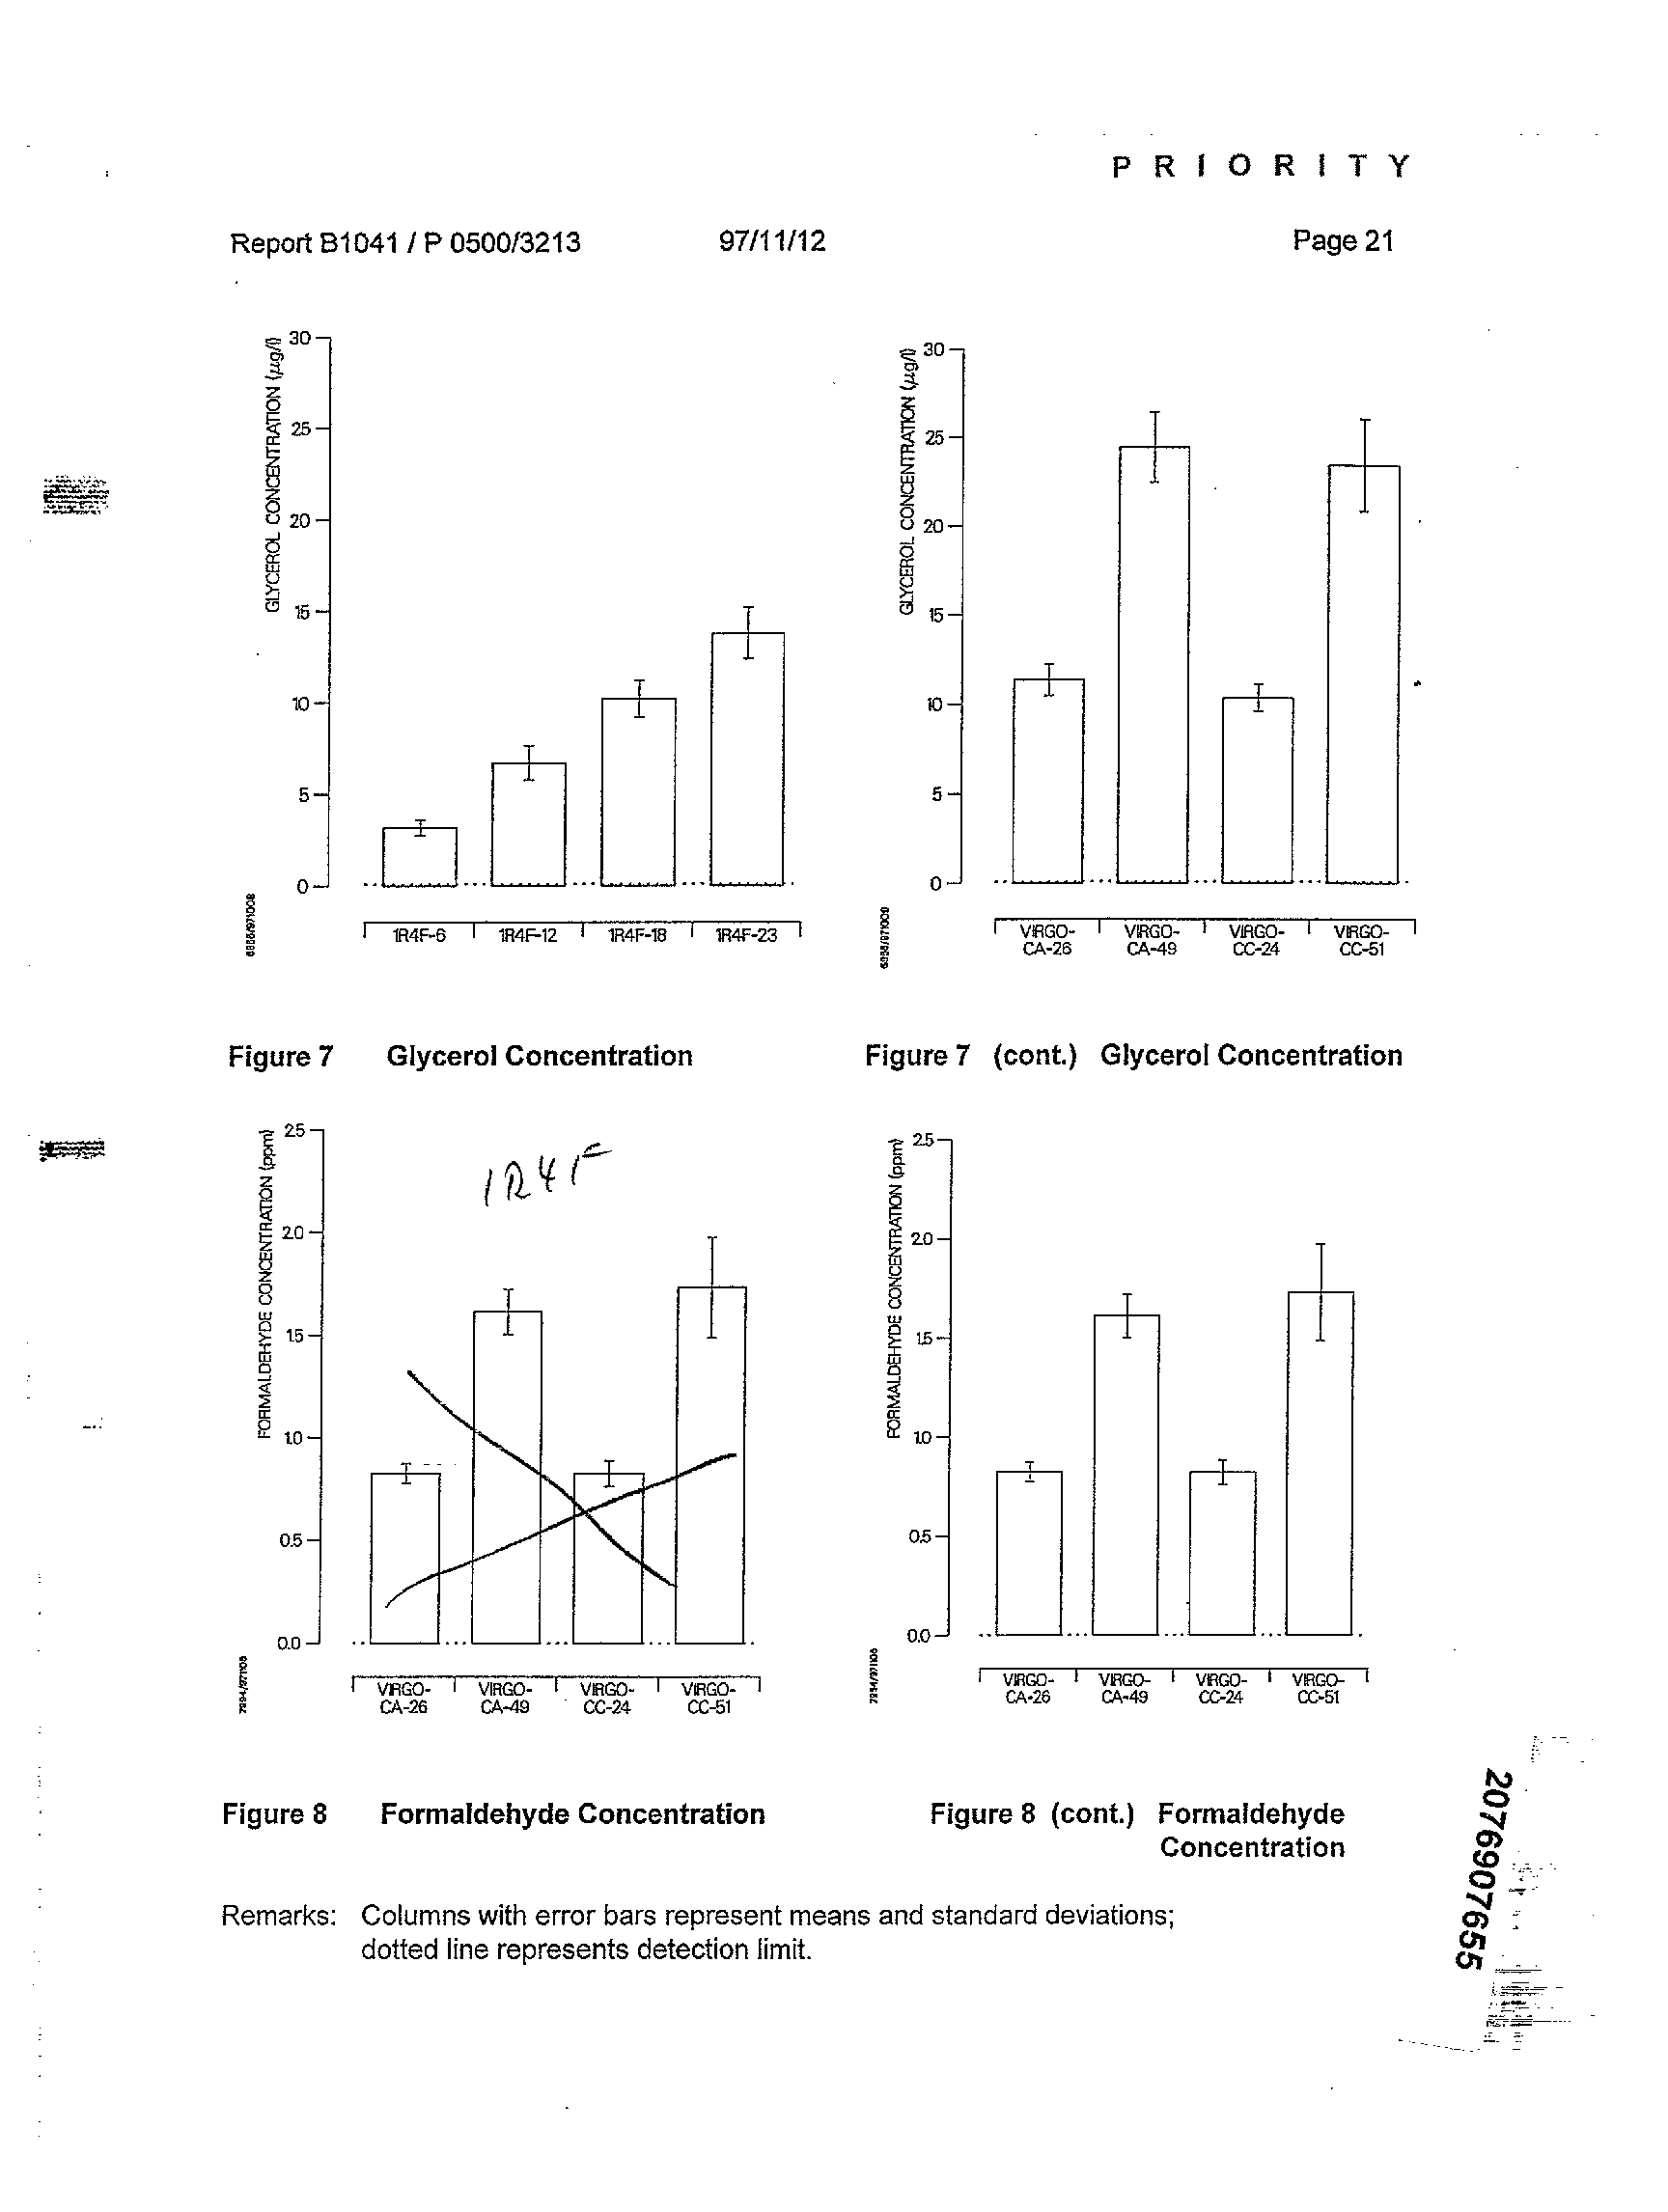 P R I O R I T Y
Report B1041 / P 0500/3213 97/11/12 Page 21
GLYCEROL CONCENTRATION (µg/l)
30
25
20
15
10
5
0
1R4F-6 1R4F-12 1R4F-18 1R4F-23
GLYCEROL CONCENTRATION (µg/l)
30
25
20
15
10
5
0
VIRGO- VIRGO- VIRGO- VIRGO-
CA-26 CA-49 CC-24 CC-51
Figure 7 Glycerol Concentration
Figure 7 (cont.) Glycerol Concentration
FORMALDEHYDE CONCENTRATION (ppm)
2.5
2.0
1.5
1.0
0.5
0.0
1R4F
VIRGO- VIRGO- VIRGO- VIRGO-
CA-26 CA-49 CC-24 CC-51
FORMALDEHYDE CONCENTRATION (ppm)
2.5
2.0
1.5
1.0
0.5
0.0
VIRGO- VIRGO- VIRGO- VIRGO-
CA-26 CA-49 CC-24 CC-51
7994/971106
Figure 8 Formaldehyde Concentration
Figure 8 (cont.) Formaldehyde
Concentration
Remarks: Columns with error bars represent means and standard deviations;
dotted line represents detection limit.
2076907655